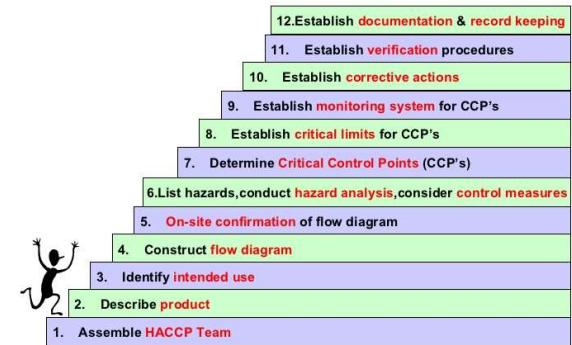 12.Establish documentation & record keeping
11. Establish verification procedures
10. Establish corrective actions
9. Establish monitoring system for CCP's
8. Establish critical limits for CCP's
7. Determine Critical Control Points (CCP's)
6.List hazards,conduct hazard analysis,consider control measures
5. On-site confirmation of flow diagram
4. Construct flow diagram
3. Identify intended use
2. Describe product
1. Assemble HACCP Team